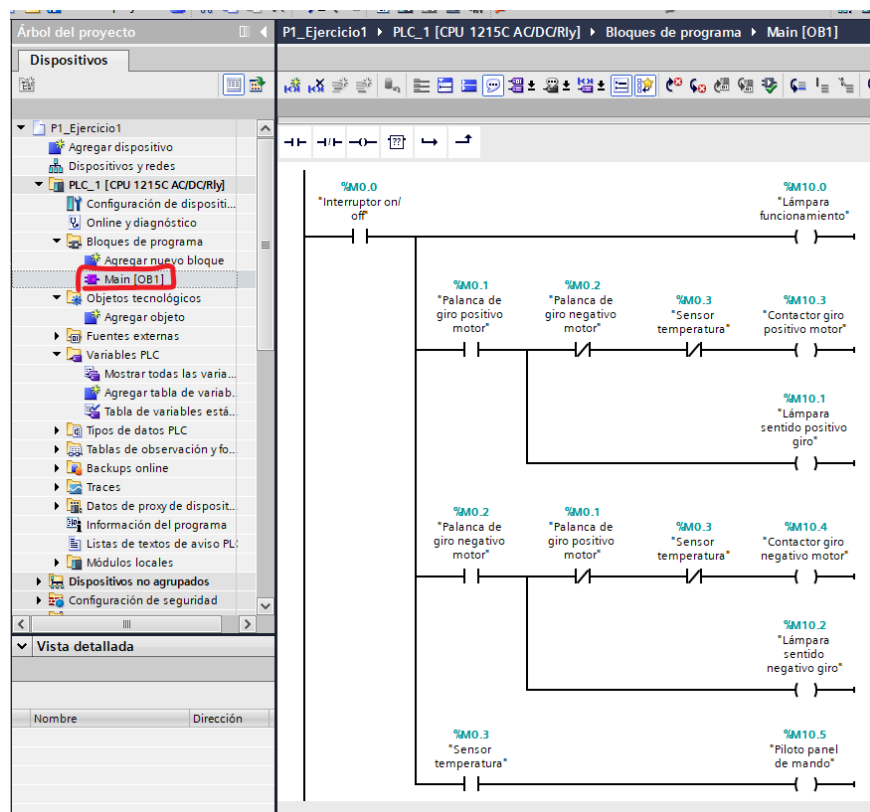 Árbol del proyecto
P1_Ejercicio1 ▸ PLC_1 [CPU 1215C AC/DC/Rly] ▸ Bloques de programa ▸ Main [OB1]
Dispositivos
P1_Ejercicio1
Agregar dispositivo
Dispositivos y redes
PLC_1 [CPU 1215C AC/DC/Rly]
Configuración de dispositi...
Online y diagnóstico
Bloques de programa
Agregar nuevo bloque
Main [OB1]
Objetos tecnológicos
Agregar objeto
Fuentes externas
Variables PLC
Mostrar todas las varia...
Agregar tabla de variab..
Tabla de variables está..
Tipos de datos PLC
Tablas de observación y fo...
Backups online
Traces
Datos de proxy de disposit...
Información del programa
Listas de textos de aviso PL
Módulos locales
Dispositivos no agrupados
Configuración de seguridad
Vista detallada
Nombre Dirección
??
%M0.0
"Interruptor on/
off"
%M10.0
"Lámpara
funcionamiento"
%M0.1
"Palanca de
giro positivo
motor"
%M0.2
"Palanca de
giro negativo
motor"
%M0.3
"Sensor
temperatura"
%M10.3
"Contactor giro
positivo motor"
%M10.1
"Lámpara
sentido positivo
giro"
%M0.2
"Palanca de
giro negativo
motor"
%M0.1
"Palanca de
giro positivo
motor"
%M0.3
"Sensor
temperatura"
%M10.4
"Contactor giro
negativo motor"
%M10.2
"Lámpara
sentido
negativo giro"
%M0.3
"Sensor
temperatura"
%M10.5
"Piloto panel
de mando"